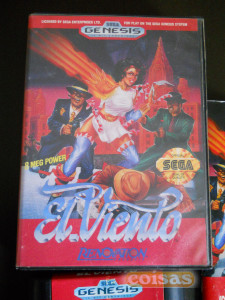 LICENSED BY SEGA ENTERPRISES LTD. FOR PLAY ON THE SEGA GENESIS SYSTEM
SEGA
GENESIS
8 MEG POWER
SEGA
El.Viento
RENOVATION
coisas
SEGA
GENESIS